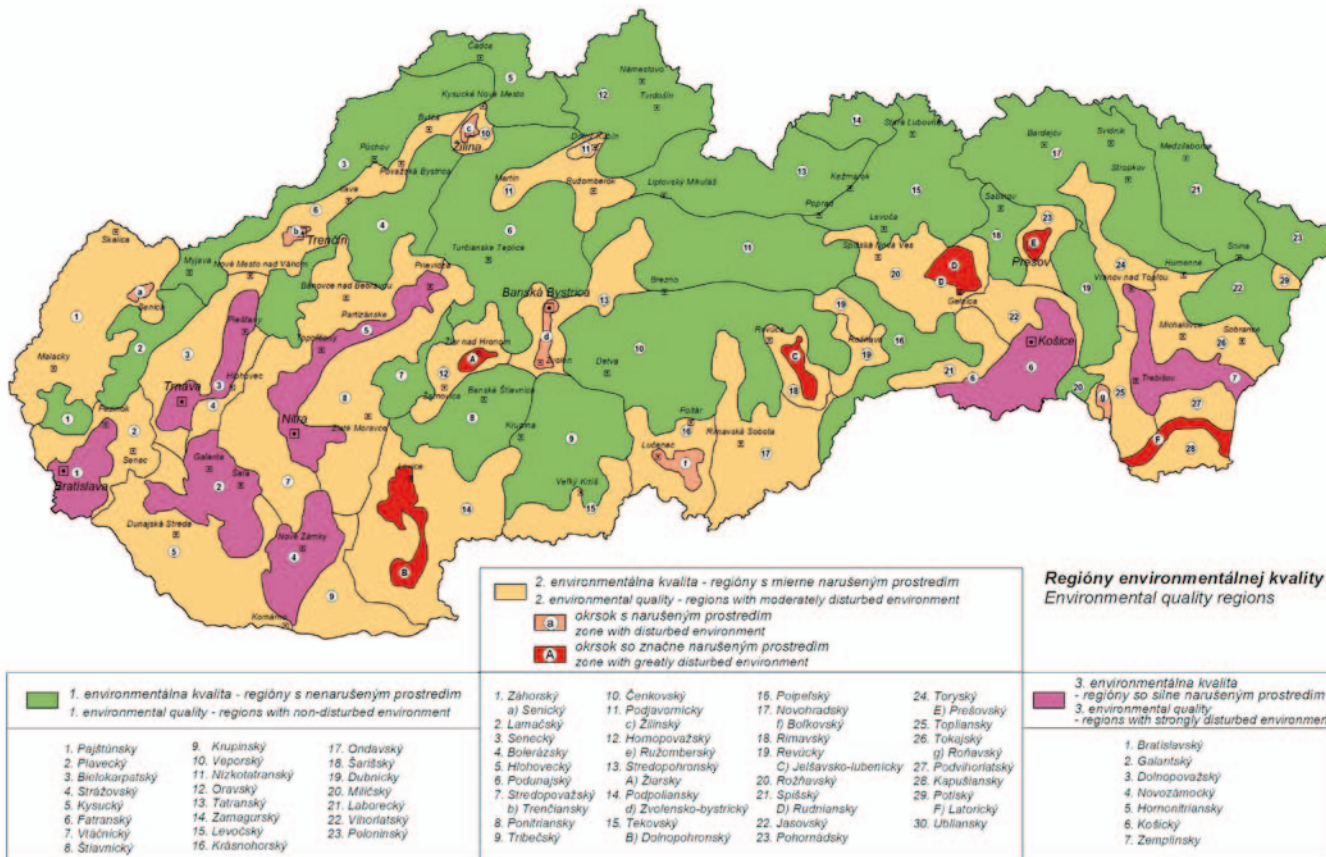 Čadca
Námestovo
Tvrdošín
Kysucké Nové Mesto
Bytča
Žilina
Dolný Kubín
Stará Ľubovňa
Bardejov
Svidník
Stropkov
Medzilaborce
Púchov
Považská Bystrica
Ilava
Martin
Ružomberok
Liptovský Mikuláš
Kežmarok
Poprad
Levoča
Sabinov
Skalica
Trenčín
Turčianske Teplice
Spišská Nová Ves
Prešov
Snina
Humenné
Myjava
Nové Mesto nad Váhom
Prievidza
Bánovce nad Bebravou
Brezno
Gelnica
Vranov nad Topľou
Senica
Partizánske
Banská Bystrica
Piešťany
Topoľčany
Žiar nad Hronom
Revúca
Rožňava
Košice
Michalovce
Sobrance
Malacky
Zvolen
Detva
Hlohovec
Žarnovica
Banská Štiavnica
Trebišov
Trnava
Pezinok
Nitra
Zlaté Moravce
Krupina
Poltár
Rimavská Sobota
Lučenec
Senec
Galanta
Šaľa
Levice
Bratislava
Veľký Krtíš
Dunajská Streda
Nové Zámky
Komárno
Regióny environmentálnej kvality
Environmental quality regions
2. environmentálna kvalita - regióny s mierne narušeným prostredím
2. environmental quality - regions with moderately disturbed environment
a okrsok s narušeným prostredím
zone with disturbed environment
A okrsok so značne narušeným prostredím
zone with greatly disturbed environment
1. environmentálna kvalita - regióny s nenarušeným prostredím
1. environmental quality - regions with non-disturbed environment
1. Pajštúnsky
2. Plavecký
3. Bielokarpatský
4. Strážovský
5. Kysucký
6. Fatranský
7. Vtáčnický
8. Štiavnický
9. Krupinský
10. Veporský
11. Nízkotatranský
12. Oravský
13. Tatranský
14. Zamagurský
15. Levočský
16. Krásnohorský
17. Ondavský
18. Šarišský
19. Dubnícky
20. Miličský
21. Laborecký
22. Vihorlatský
23. Poloninský
1. Záhorský
a) Senický
2. Lamačský
3. Senecký
4. Bolerázsky
5. Hlohovecký
6. Podunajský
7. Stredopovažský
b) Trenčiansky
8. Ponitriansky
9. Tribečský
10. Čenkovský
11. Podjavornícky
c) Žilinský
12. Hornopovažský
e) Ružomberský
13. Stredopohronský
A) Žiarsky
14. Podpoliansky
d) Zvolensko-bystrický
15. Tekovský
B) Dolnopohronský
16. Poipeľský
17. Novohradský
f) Boľkovský
18. Rimavský
19. Revúcky
C) Jelšavsko-lubenícky
20. Rožňavský
21. Spišský
D) Rudniansky
22. Jasovský
23. Pohornádsky
24. Toryský
E) Prešovský
25. Topliansky
26. Tokajský
g) Roňavský
27. Podvihorlatský
28. Kapušiansky
29. Potiský
F) Latorický
30. Ubliansky
3. environmentálna kvalita
- regióny so silne narušeným prostredím
3. environmental quality
- regions with strongly disturbed environment
1. Bratislavský
2. Galantský
3. Dolnopovažský
4. Novozámocký
5. Hornonitriansky
6. Košický
7. Zemplínsky